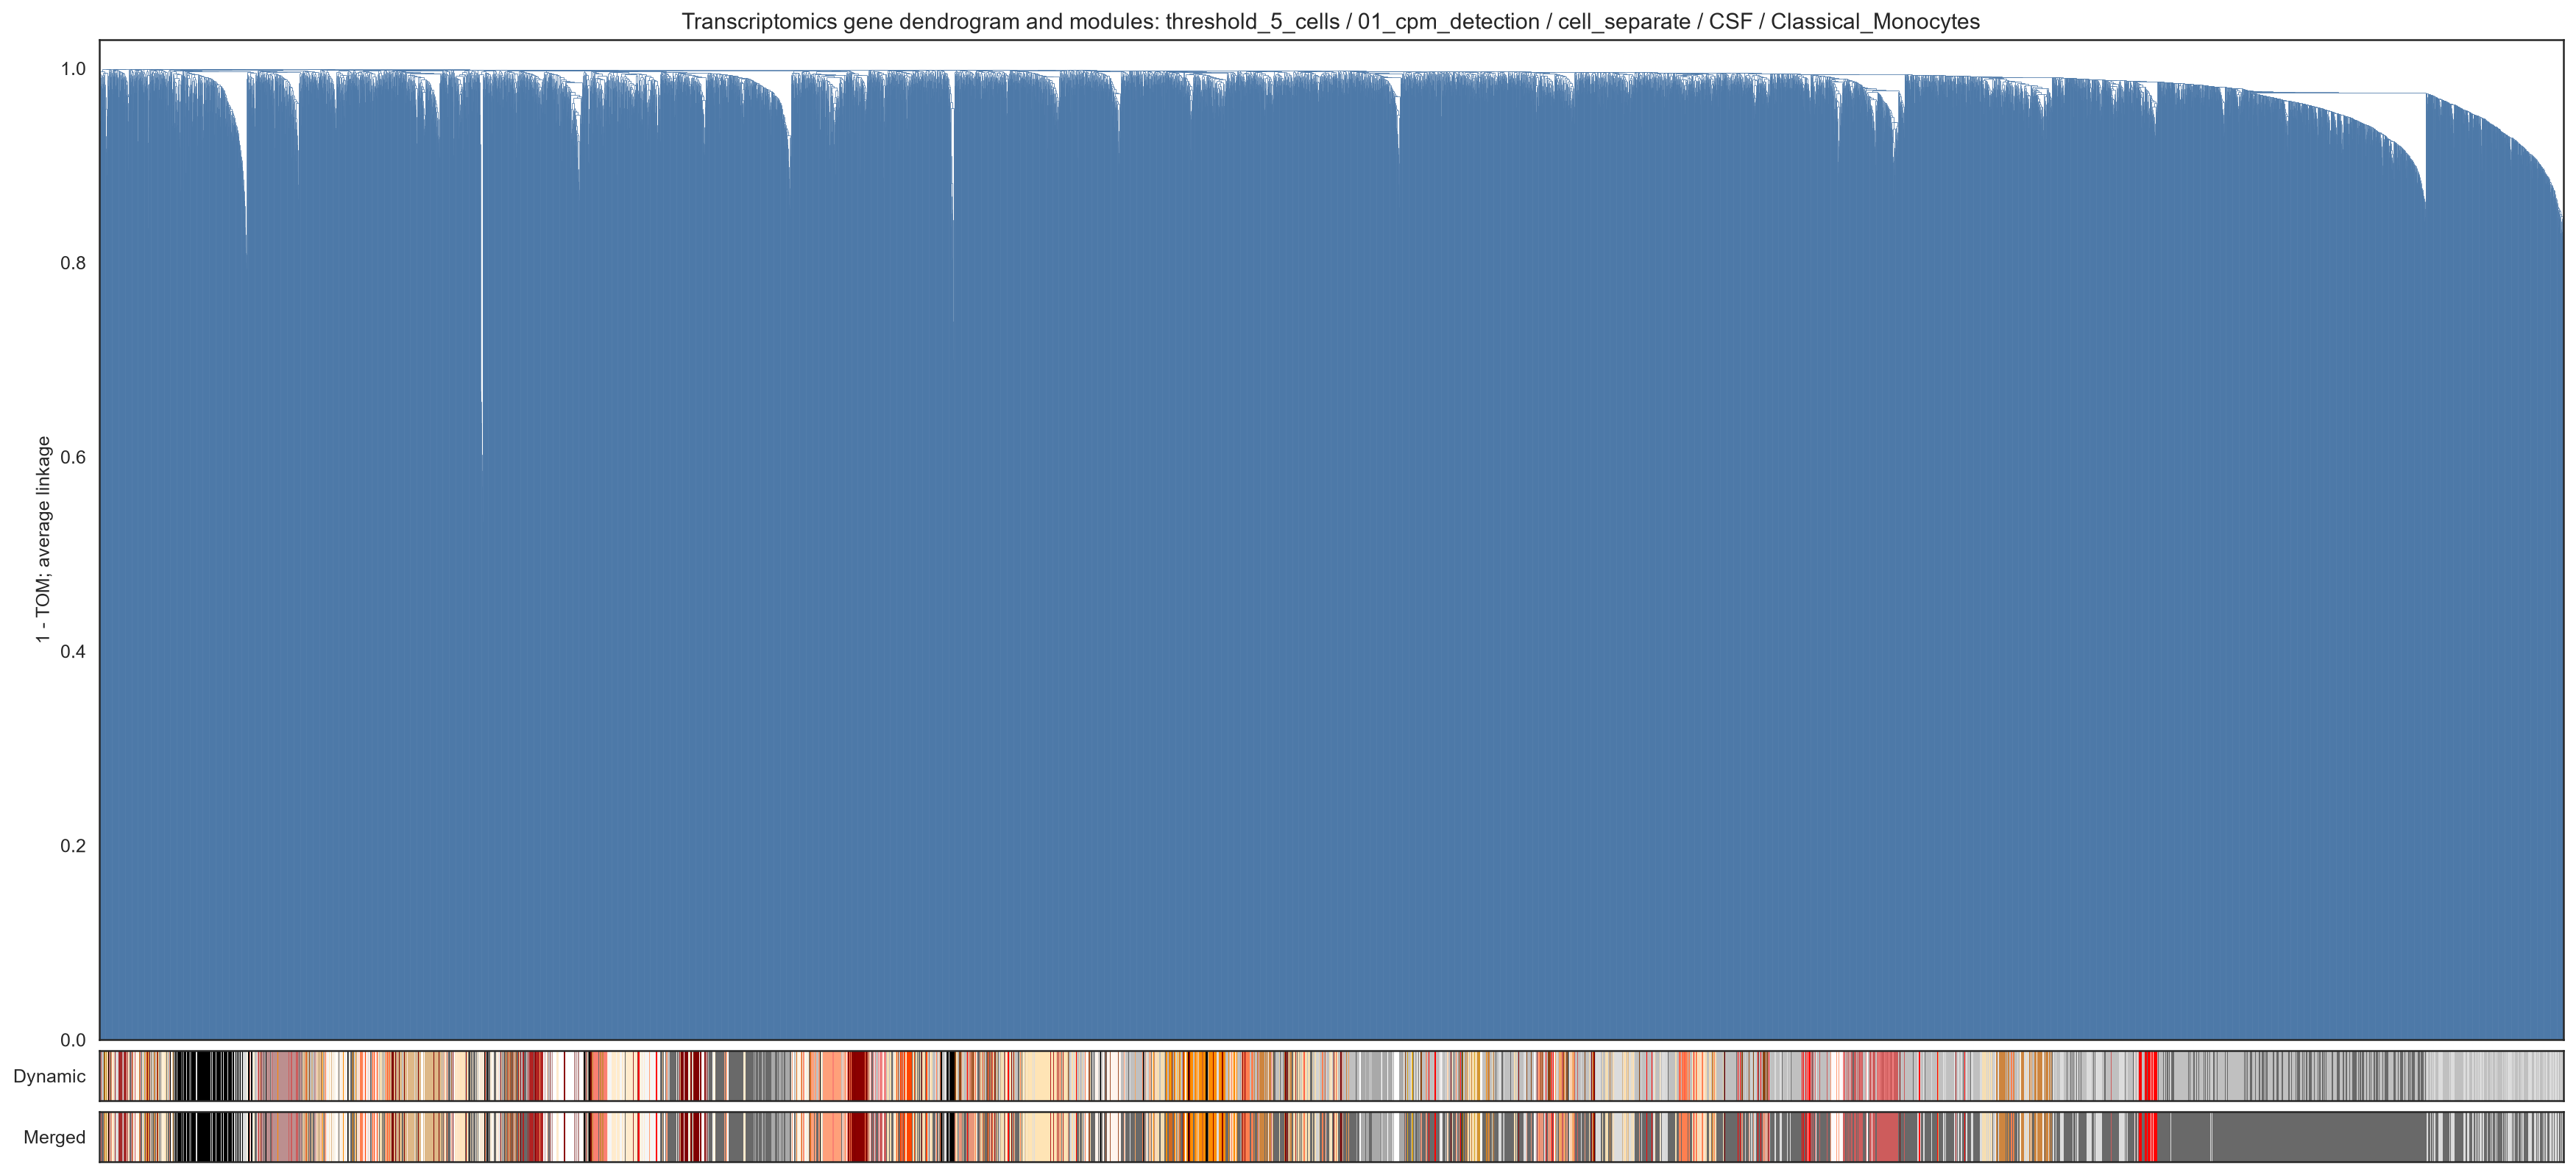 Transcriptomics gene dendrogram and modules: threshold_5_cells / 01_cpm_detection / cell_separate / CSF / Classical_Monocytes
1.0
0.8
0.6
0.4
0.2
0.0
1 - TOM; average linkage
Dynamic
Merged